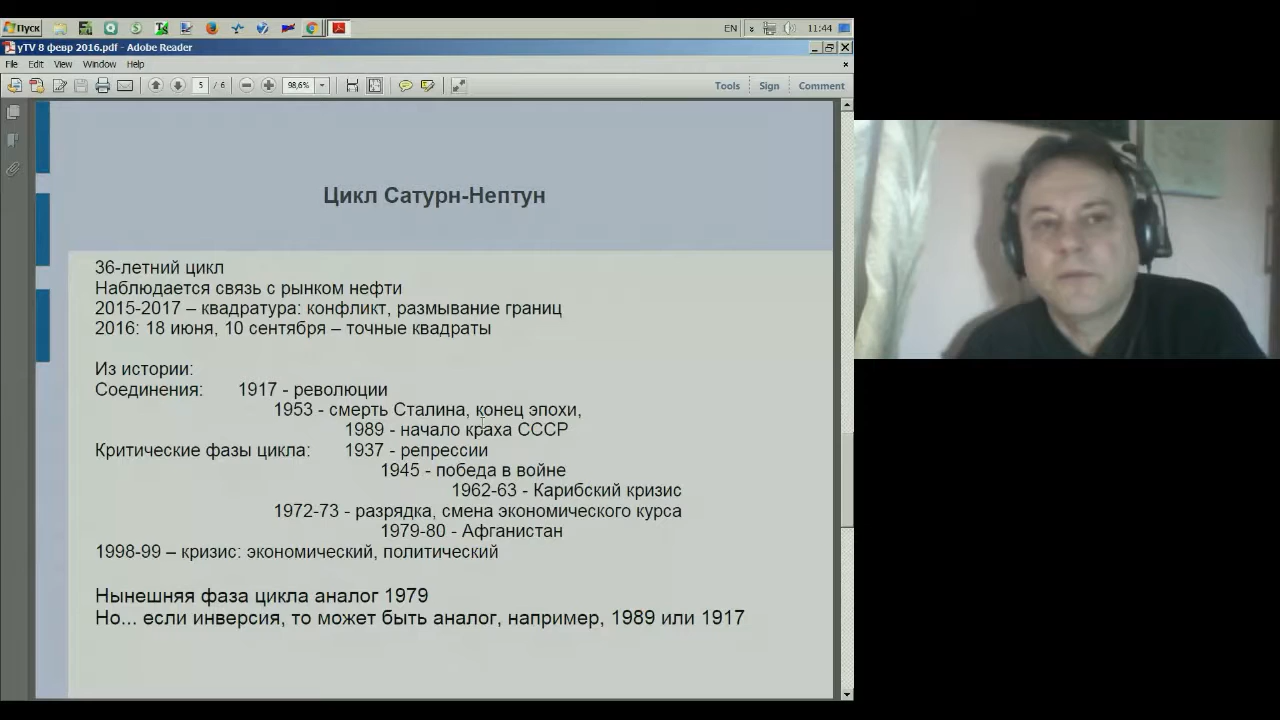 Пуск
EN
11:44
yTV 8 февр 2016.pdf - Adobe Reader
File Edit View Window Help
5 / 6
98,6%
Tools Sign Comment
Цикл Сатурн-Нептун
36-летний цикл
Наблюдается связь с рынком нефти
2015-2017 – квадратура: конфликт, размывание границ
2016: 18 июня, 10 сентября – точные квадраты
Из истории:
Соединения: 1917 - революции
1953 - смерть Сталина, конец эпохи,
1989 - начало краха СССР
Критические фазы цикла: 1937 - репрессии
1945 - победа в войне
1962-63 - Карибский кризис
1972-73 - разрядка, смена экономического курса
1979-80 - Афганистан
1998-99 – кризис: экономический, политический
Нынешняя фаза цикла аналог 1979
Но... если инверсия, то может быть аналог, например, 1989 или 1917